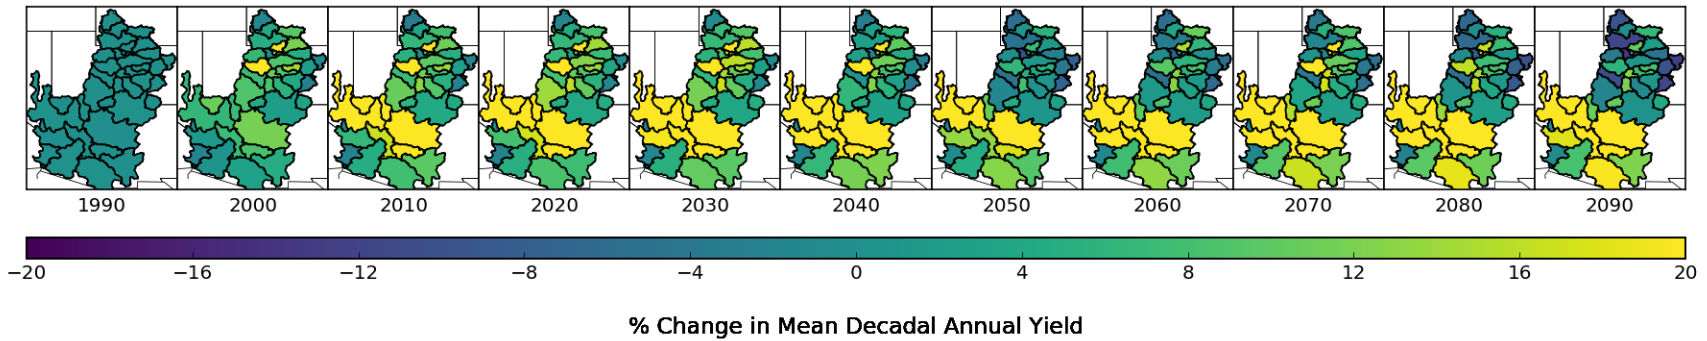 1990 2000 2010 2020 2030 2040 2050 2060 2070 2080 2090
−20 −16 −12 −8 −4 0 4 8 12 16 20
% Change in Mean Decadal Annual Yield